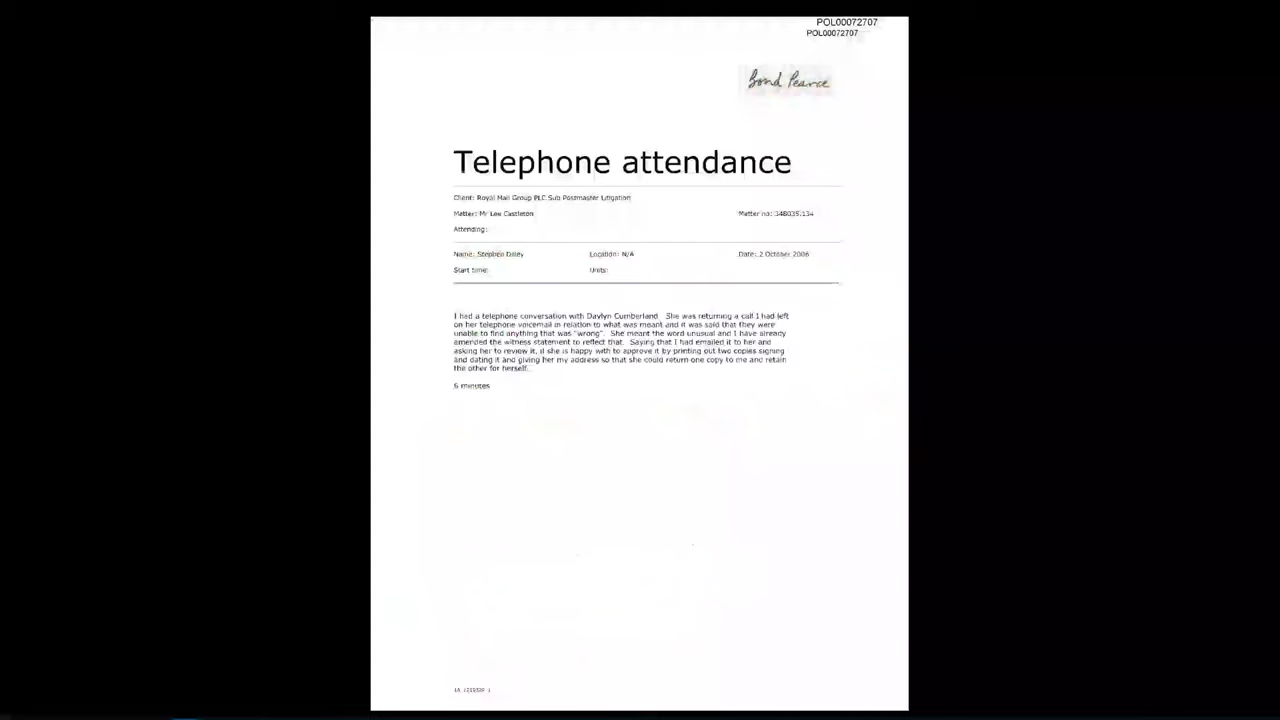 POL00072707
POL00072707
Bond Pearce
Telephone attendance
Client: Royal Mail Group PLC Sub Postmaster Litigation
Matter: Mr Lee Castleton
Matter no: 348035.134
Attending:
Name: Stephen Dilley
Location: N/A
Date: 2 October 2006
Start time:
Units:
I had a telephone conversation with Daylyn Cumberland. She was returning a call I had left
on her telephone voicemail in relation to what was meant and it was said that they were
unable to find anything that was "wrong". She meant the word unusual and I have already
amended the witness statement to reflect that. Saying that I had emailed it to her and
asking her to review it, if she is happy with to approve it by printing out two copies signing
and dating it and giving her my address so that she could return one copy to me and retain
the other for herself.
6 minutes